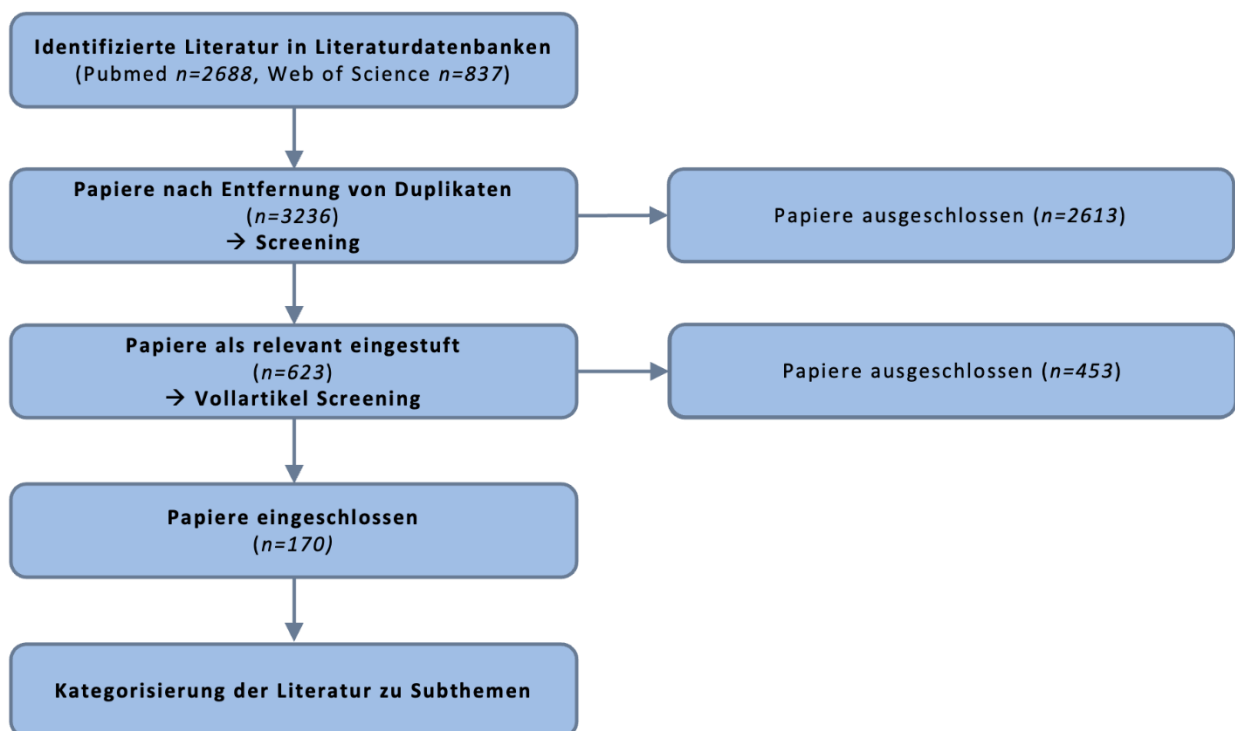 Identifizierte Literatur in Literaturdatenbanken
(Pubmed n=2688, Web of Science n=837)
Papiere nach Entfernung von Duplikaten
(n=3236)
→ Screening
Papiere ausgeschlossen (n=2613)
Papiere als relevant eingestuft
(n=623)
→ Vollartikel Screening
Papiere ausgeschlossen (n=453)
Papiere eingeschlossen
(n=170)
Kategorisierung der Literatur zu Subthemen